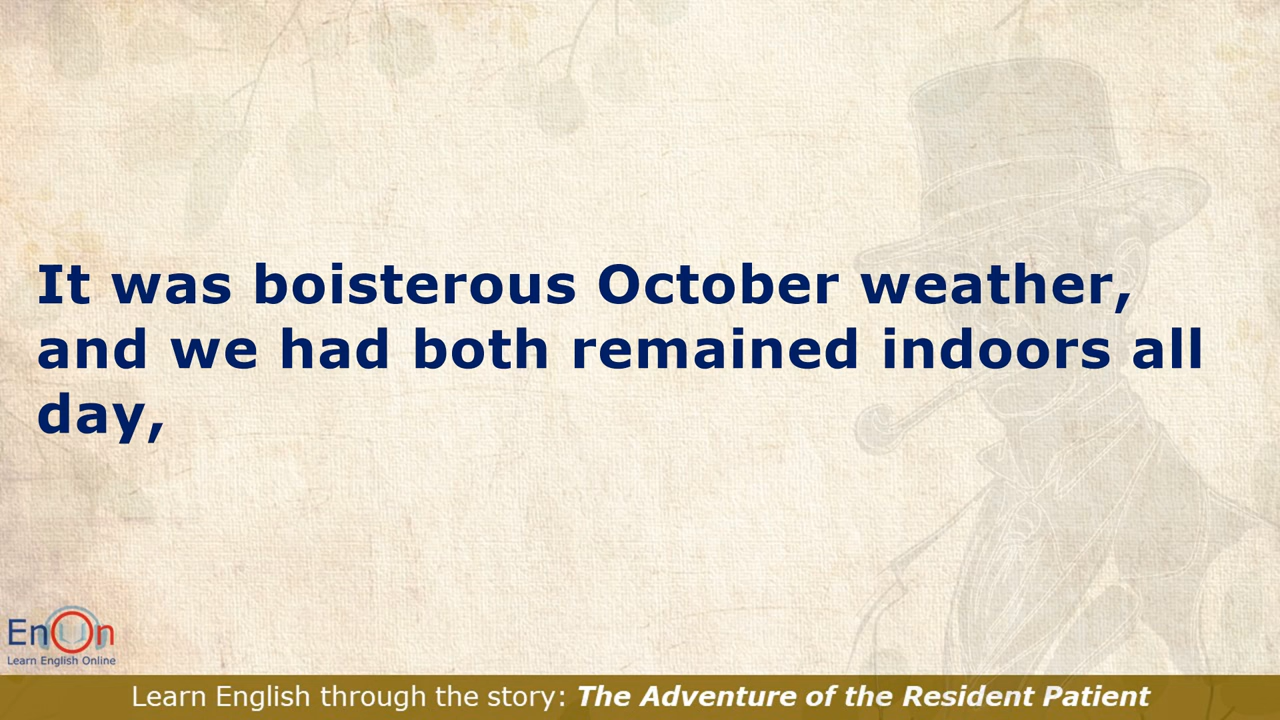 It was boisterous October weather,
and we had both remained indoors all
day,
EnOn
Learn English Online
Learn English through the story: The Adventure of the Resident Patient